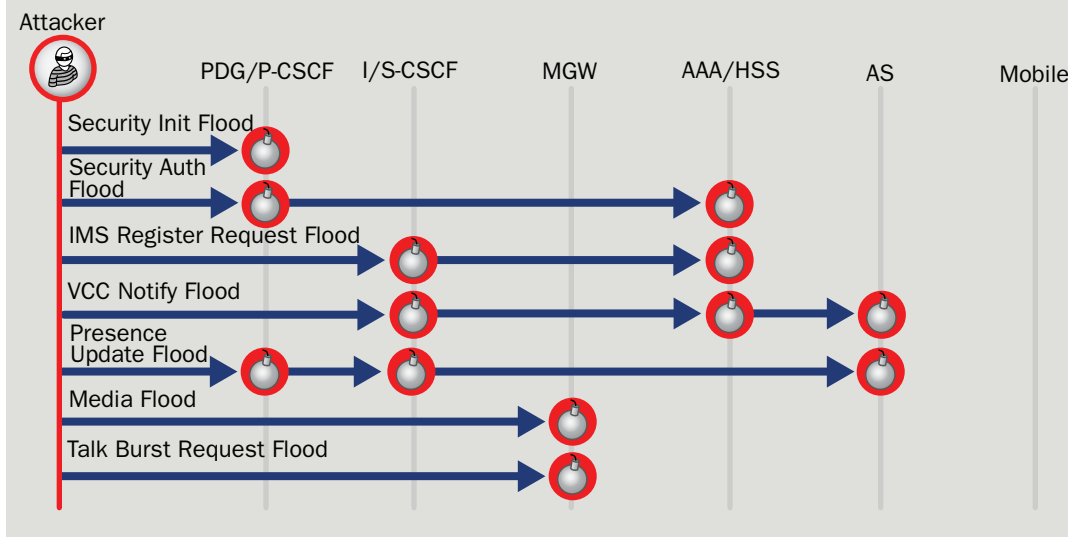 Attacker
PDG/P-CSCF I/S-CSCF MGW AAA/HSS AS Mobile
Security Init Flood
Security Auth
Flood
IMS Register Request Flood
VCC Notify Flood
Presence
Update Flood
Media Flood
Talk Burst Request Flood